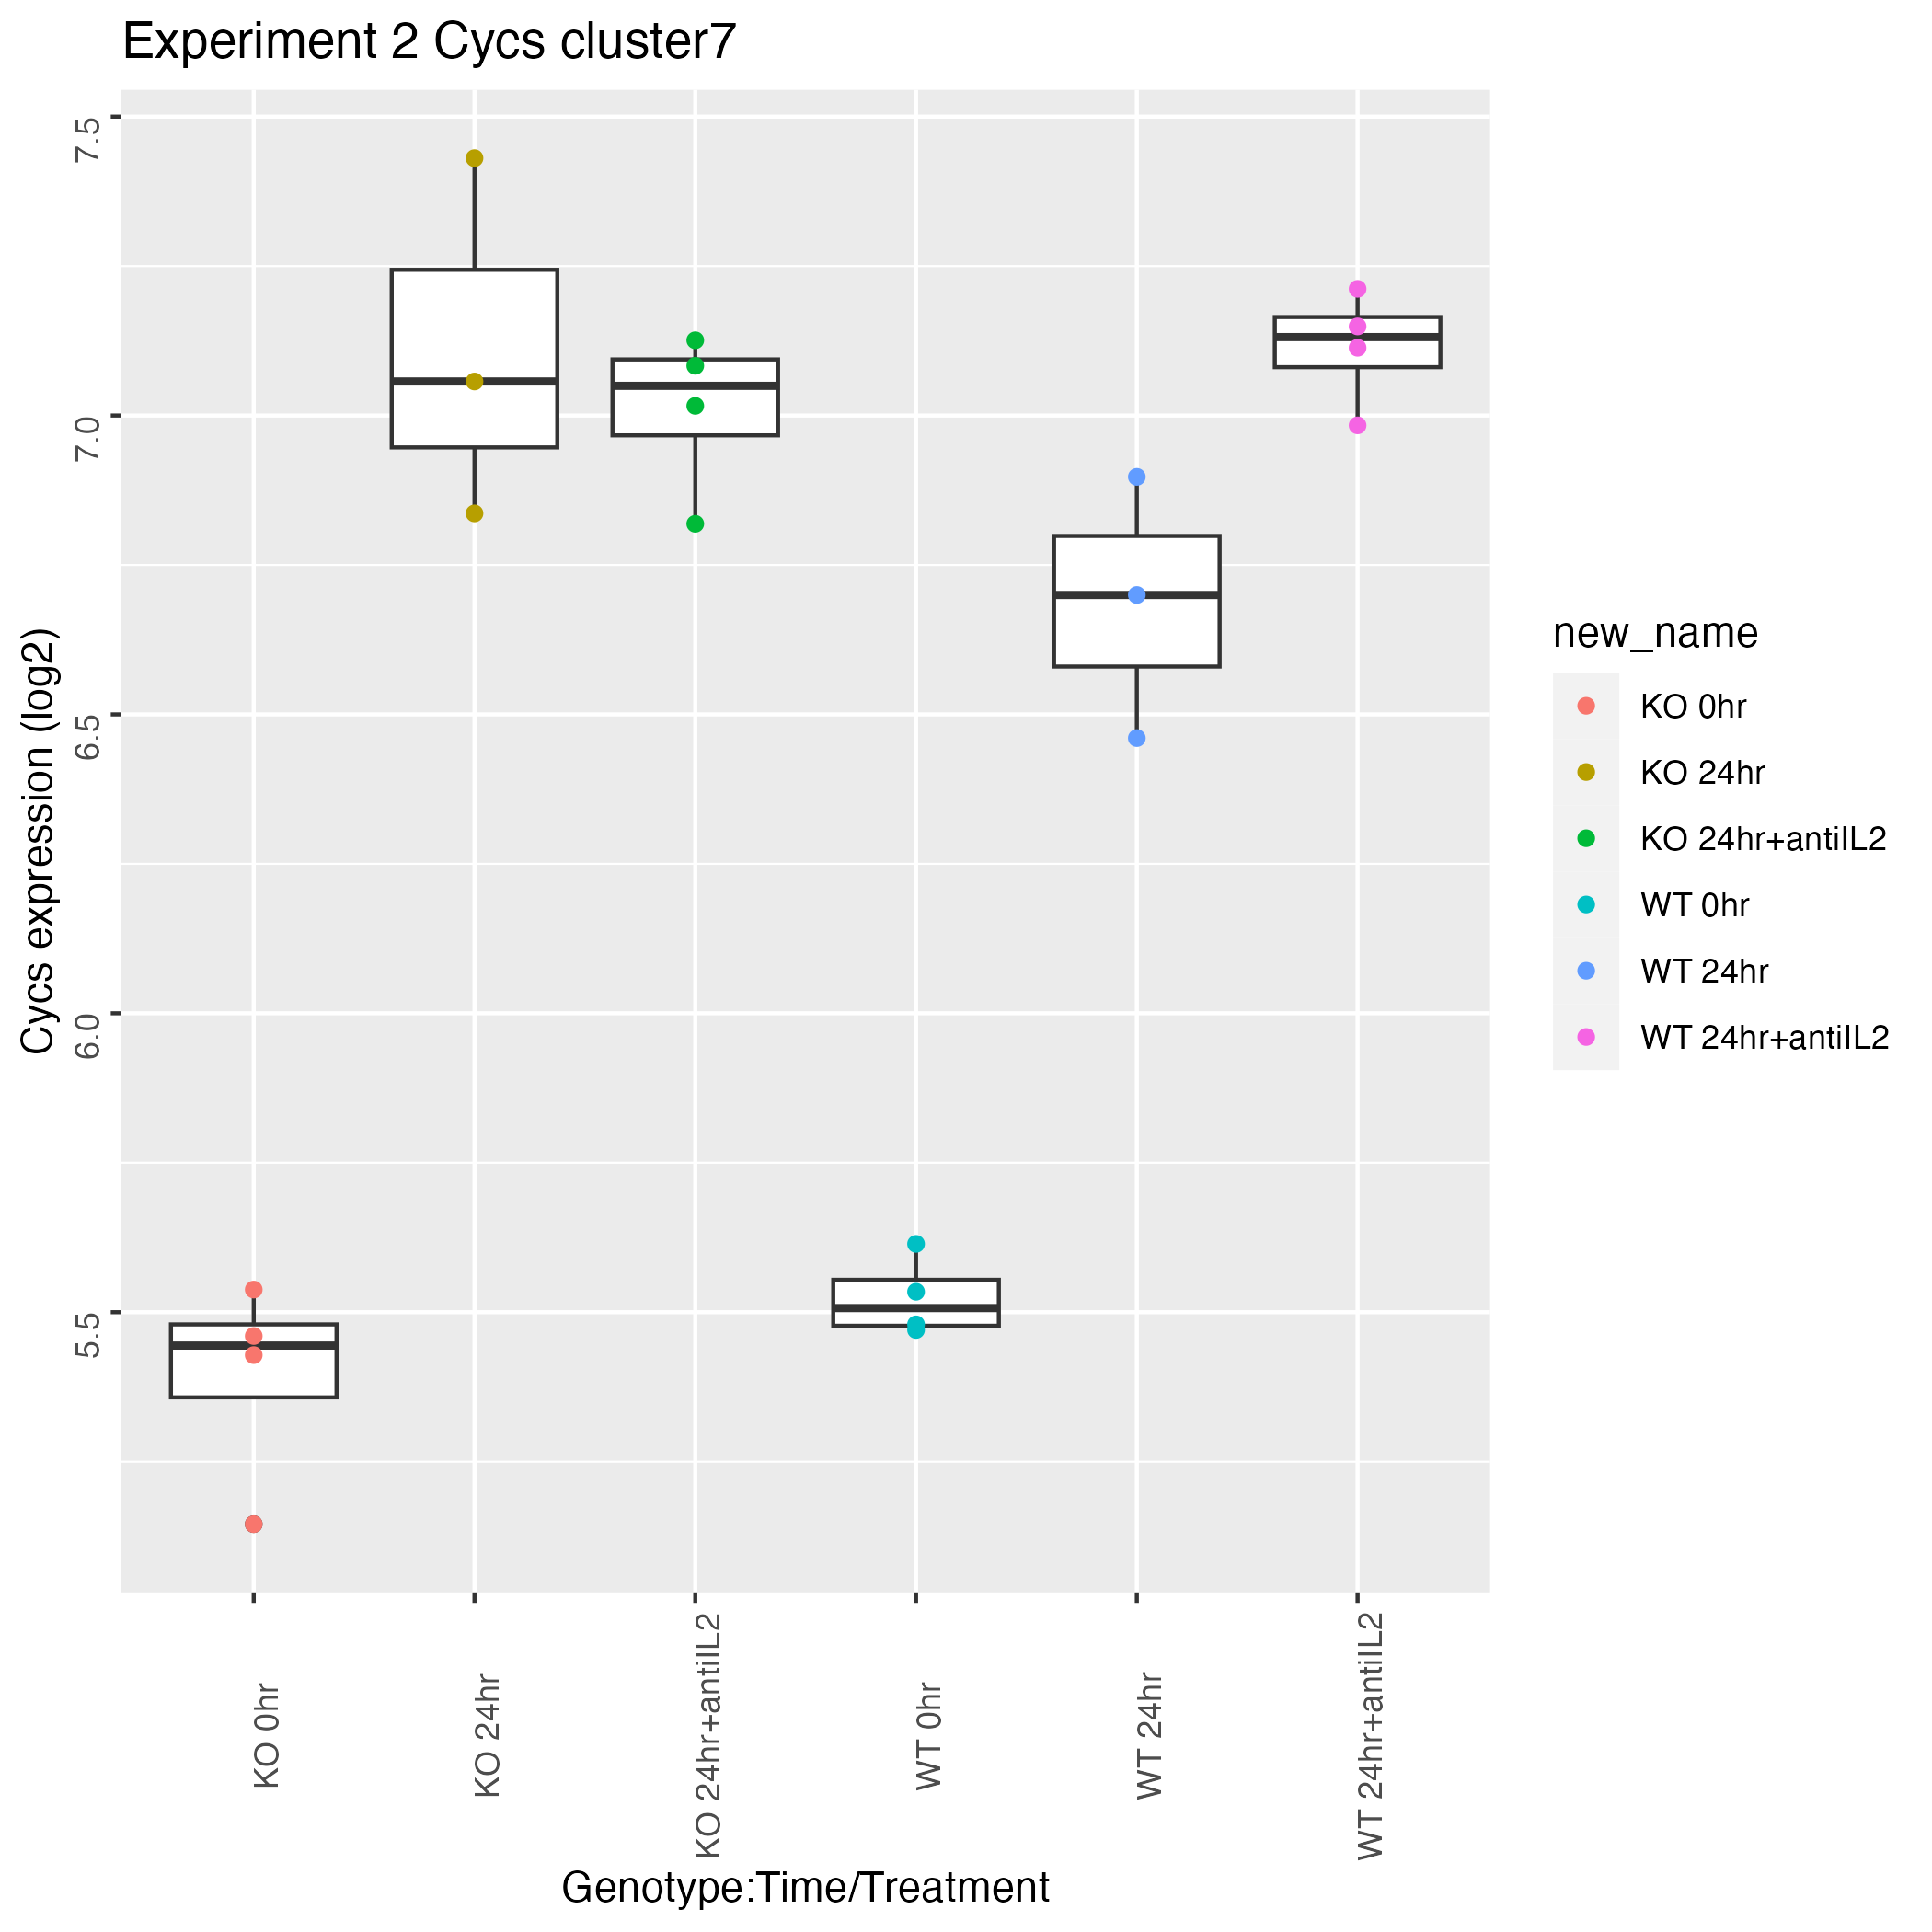 Experiment 2 Cycs cluster7
Cycs expression (log2)
7.5
7.0
6.5
6.0
5.5
KO 0hr
KO 24hr
KO 24hr+antiIL2
WT 0hr
WT 24hr
WT 24hr+antiIL2
Genotype:Time/Treatment
new_name
KO 0hr
KO 24hr
KO 24hr+antiIL2
WT 0hr
WT 24hr
WT 24hr+antiIL2